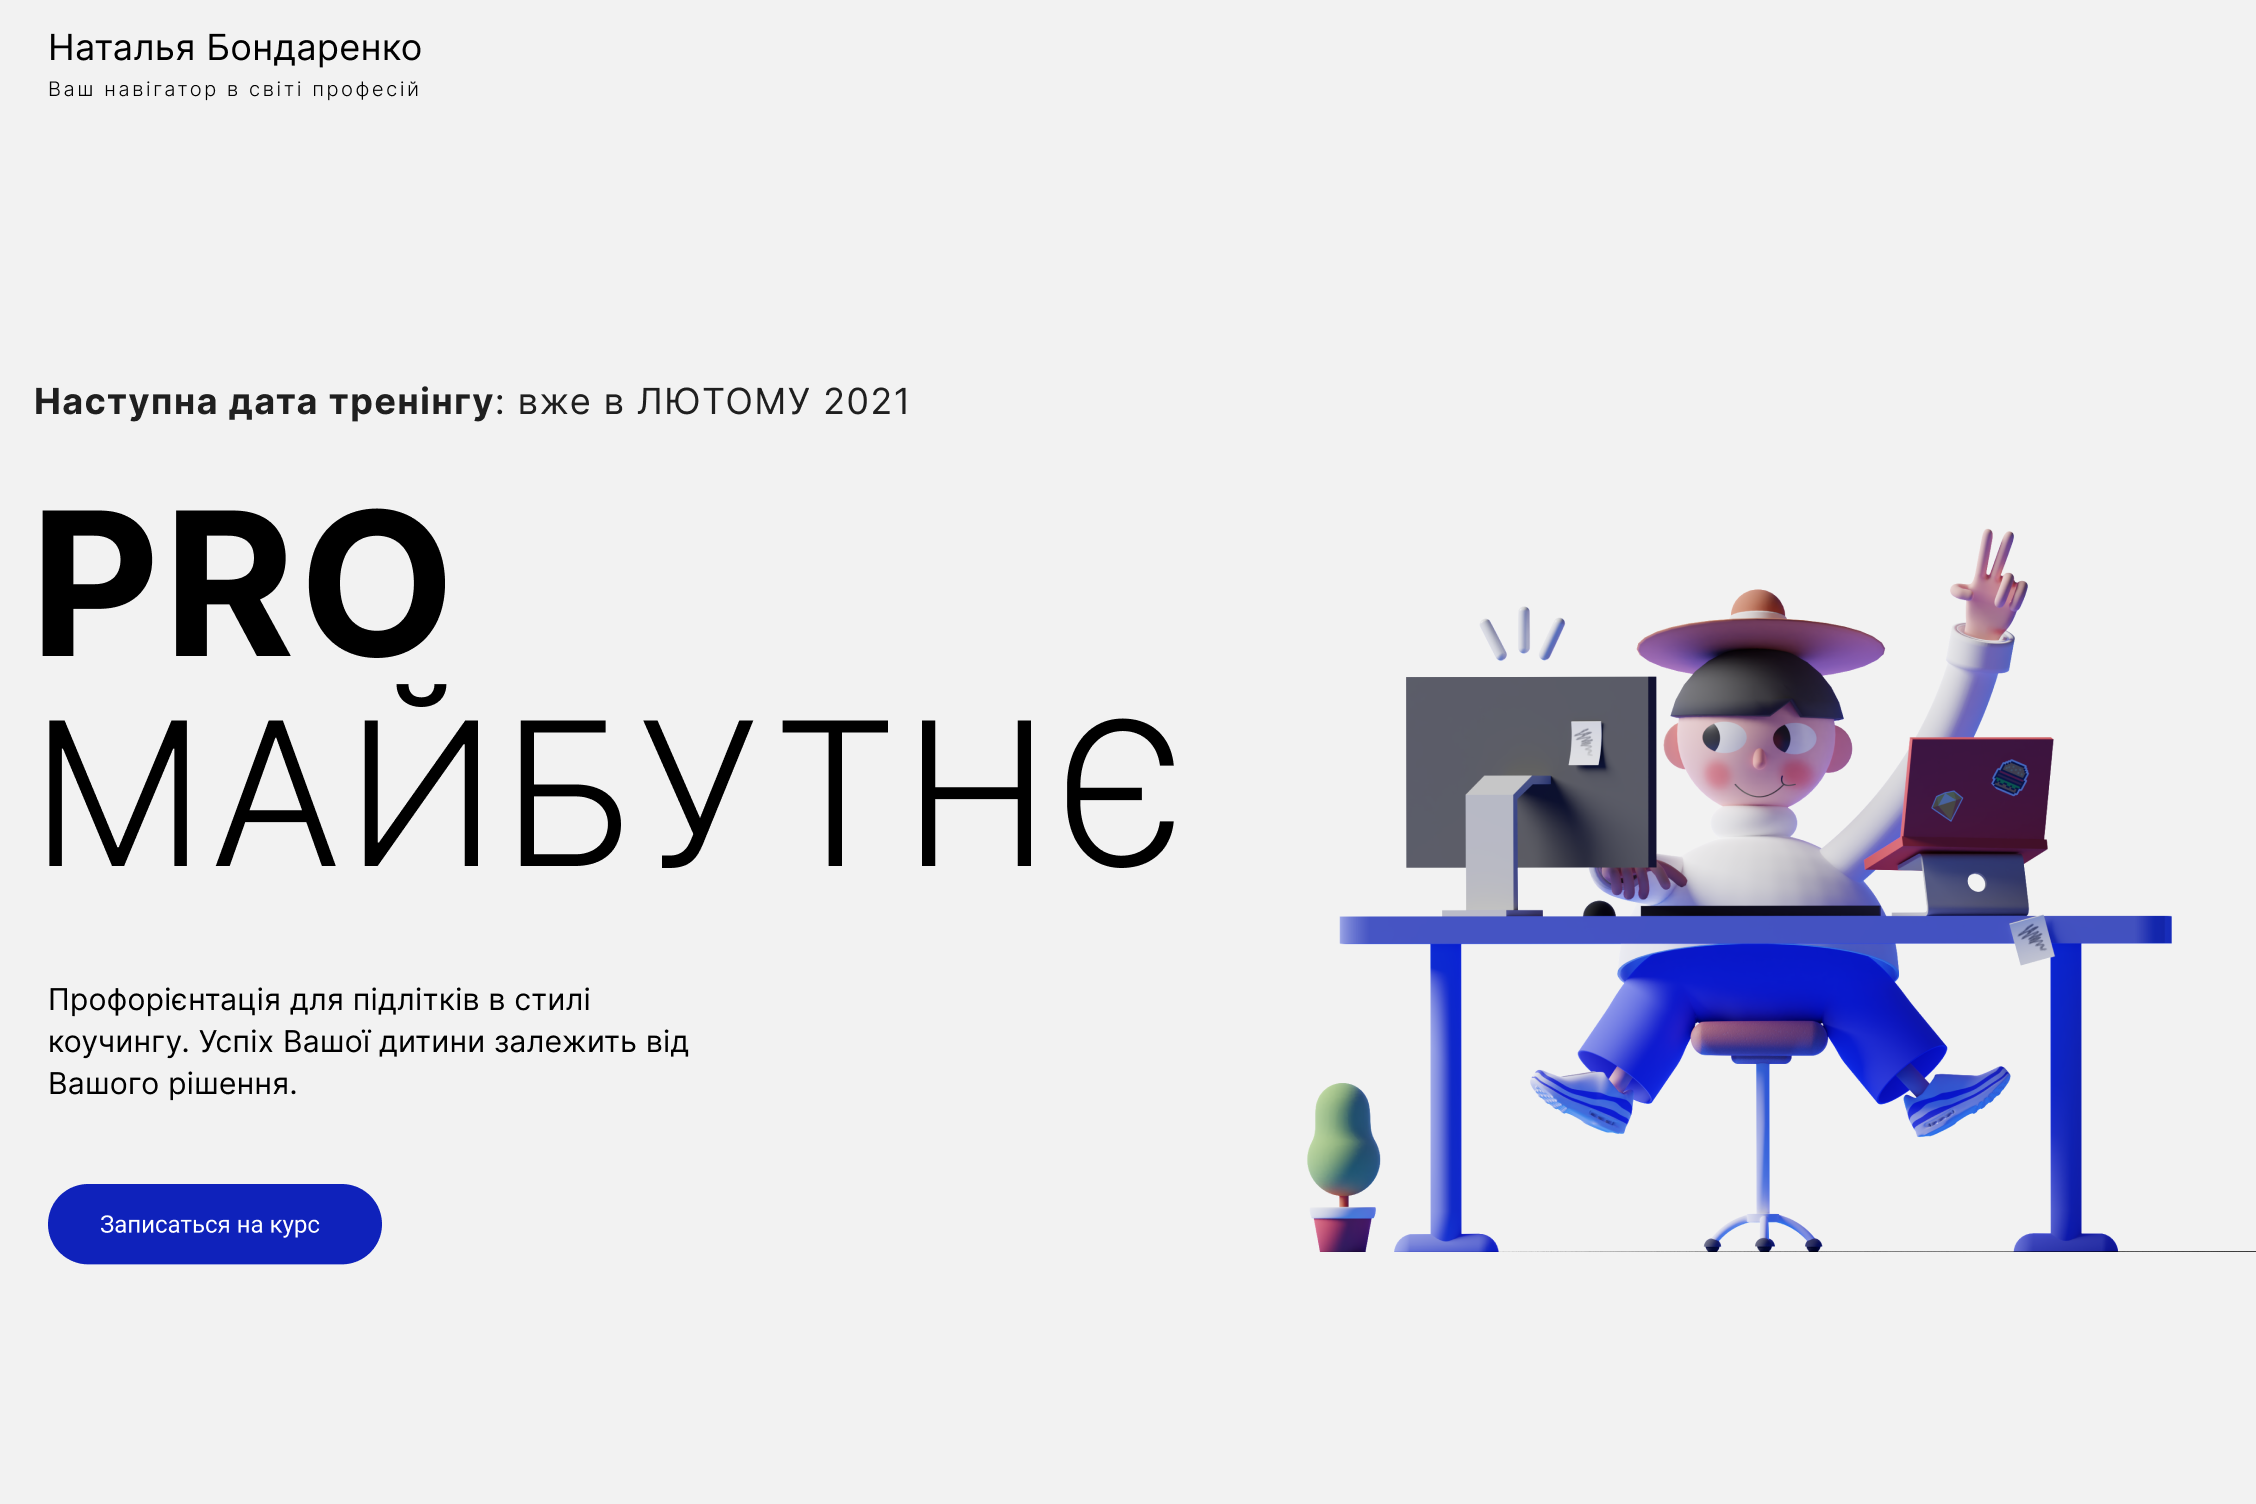 Наталья Бондаренко
Ваш навігатор в світі професій
Наступна дата тренінгу: вже в ЛЮТОМУ 2021
PRO
МАЙБУТНЄ
Профорієнтація для підлітків в стилі
коучингу. Успіх Вашої дитини залежить від
Вашого рішення.
Записаться на курс